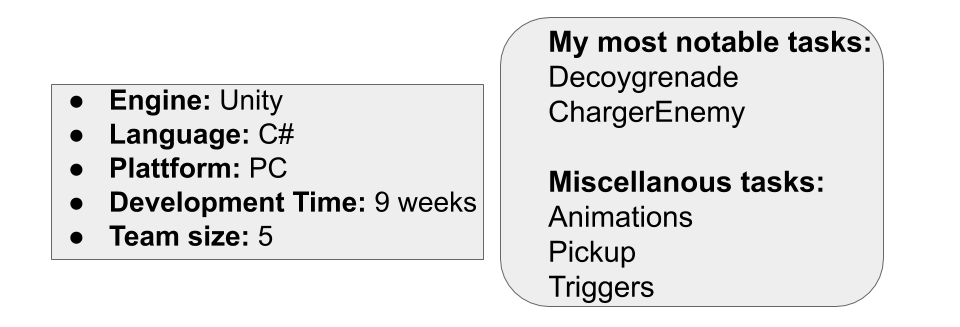 ● Engine: Unity
● Language: C#
● Plattform: PC
● Development Time: 9 weeks
● Team size: 5
My most notable tasks:
Decoygrenade
ChargerEnemy
Miscellanous tasks:
Animations
Pickup
Triggers